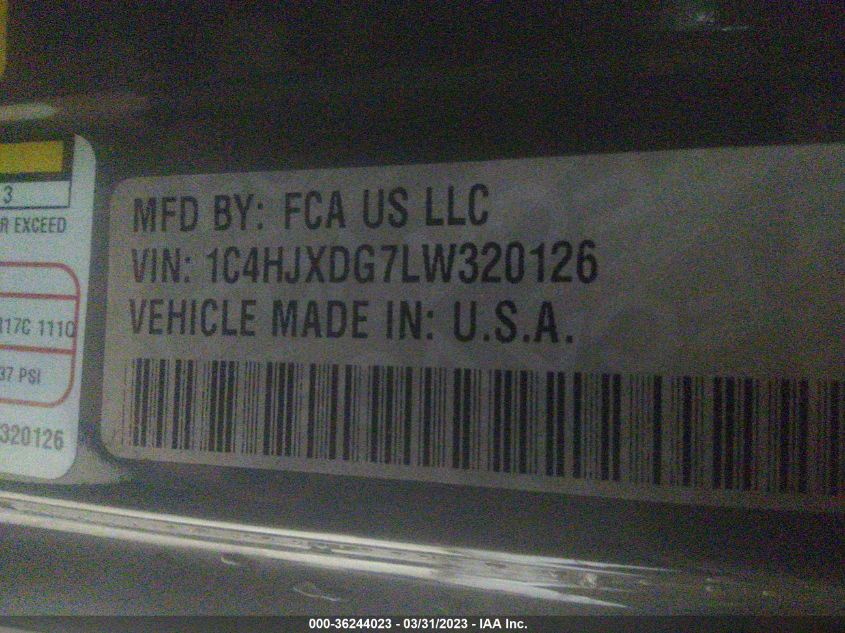 3
R EXCEED
117C 111O
37 PSI
320126
MFD BY: FCA US LLC
VIN: 1C4HJXDG7LW320126
VEHICLE MADE IN: U.S.A.
000-36244023 - 03/31/2023 - IAA Inc.